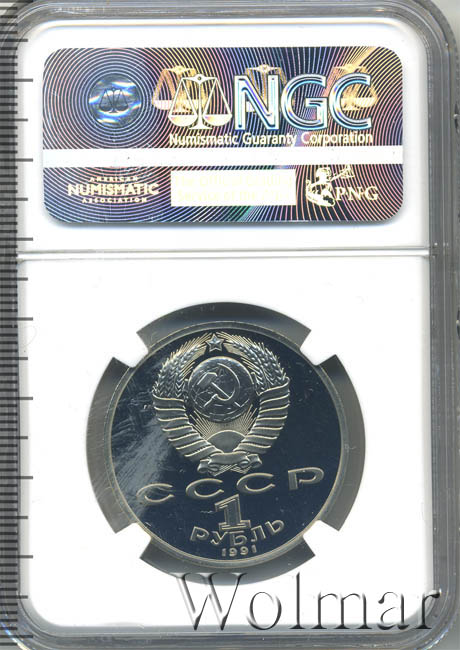 NGC
Numismatic Guaranty Corporation
AMERICAN
NUMISMATIC
ASSOCIATION
PNG
СССР
1
РУБЛЬ
1991
Wolmar